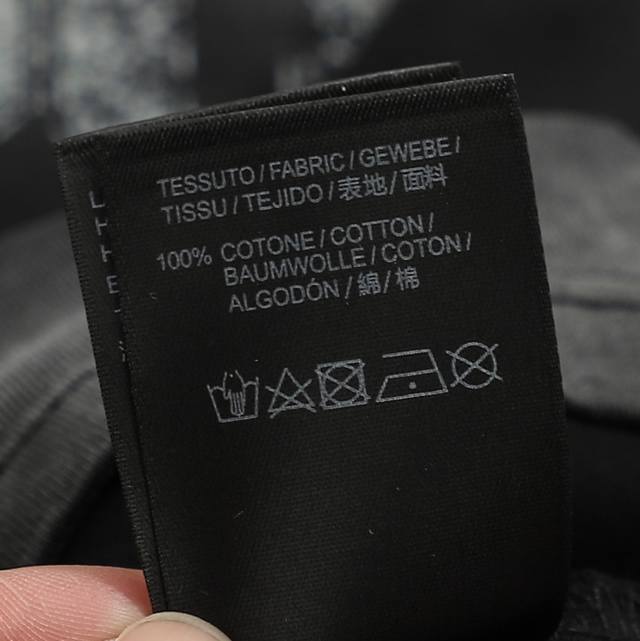 TESSUTO / FABRIC / GEWEBE /
TISSU / TEJIDO / 表地 / 面料
100% COTONE / COTTON /
BAUMWOLLE / COTON /
ALGODÓN / 綿 / 棉